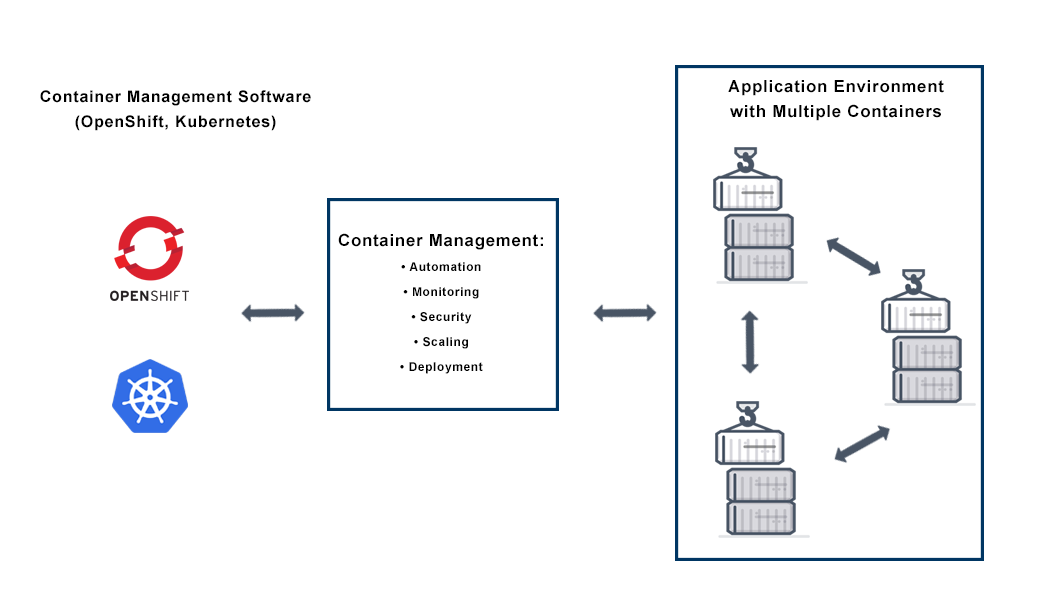 Container Management Software
(OpenShift, Kubernetes)
OPENSHIFT
Container Management:
• Automation
• Monitoring
• Security
• Scaling
• Deployment
Application Environment
with Multiple Containers